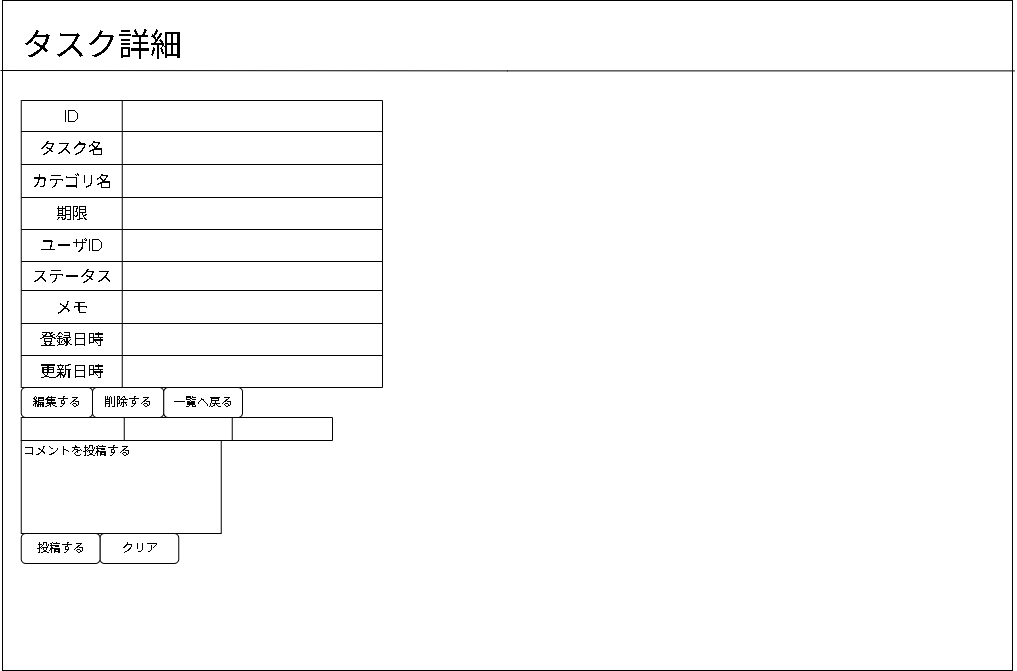 タスク詳細
ID
タスク名
カテゴリ名
期限
ユーザID
ステータス
メモ
登録日時
更新日時
編集する 削除する 一覧へ戻る
コメントを投稿する
投稿する クリア